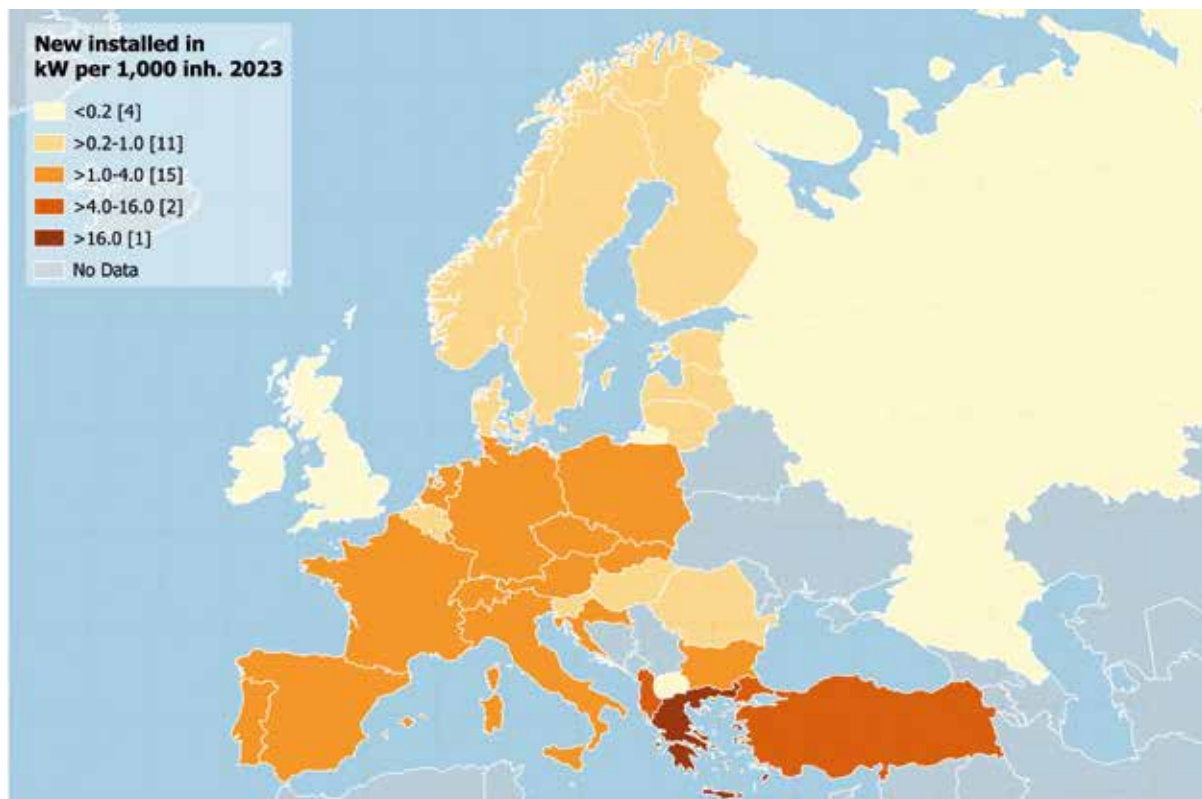 New installed in
kW per 1,000 inh. 2023
<0.2 [4]
>0.2-1.0 [11]
>1.0-4.0 [15]
>4.0-16.0 [2]
>16.0 [1]
No Data